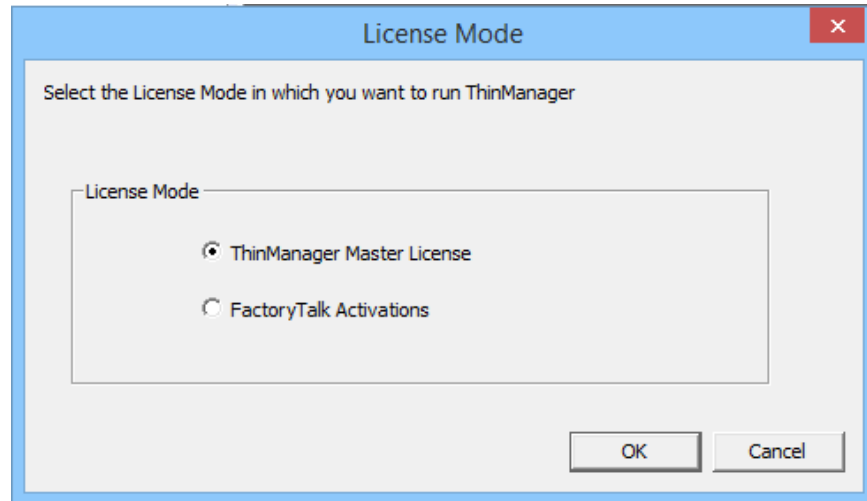 License Mode
Select the License Mode in which you want to run ThinManager
License Mode
ThinManager Master License
FactoryTalk Activations
OK Cancel